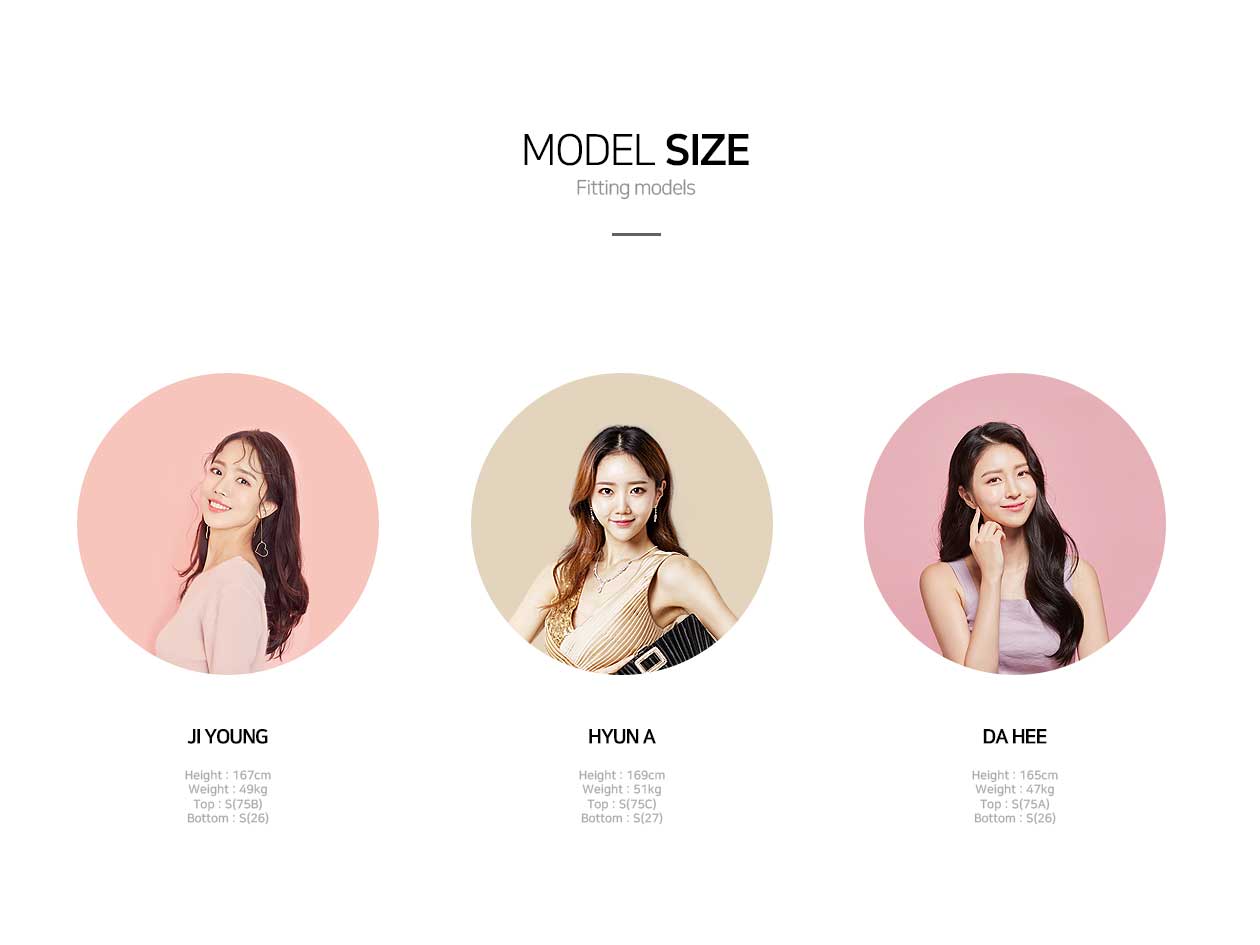 MODEL SIZE
Fitting models
JI YOUNG
Height : 167cm
Weight : 49kg
Top : S(75B)
Bottom : S(26)
HYUN A
Height : 169cm
Weight : 51kg
Top : S(75C)
Bottom : S(27)
DA HEE
Height : 165cm
Weight : 47kg
Top : S(75A)
Bottom : S(26)